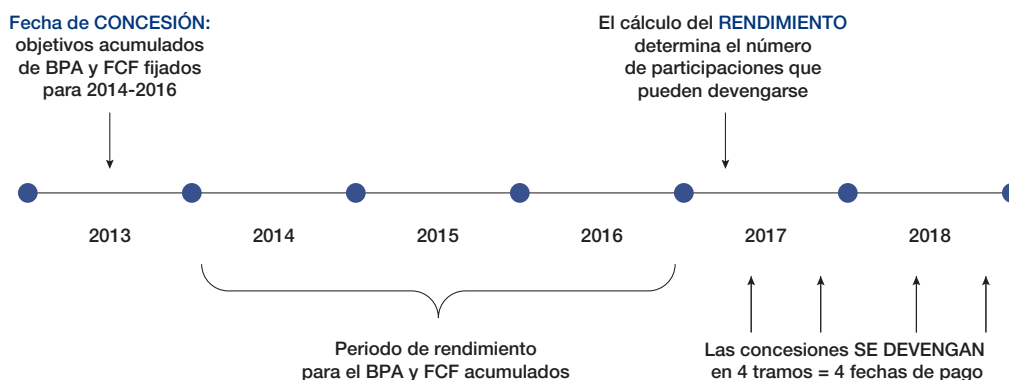 Fecha de CONCESIÓN:
objetivos acumulados
de BPA y FCF fijados
para 2014-2016
El cálculo del RENDIMIENTO
determina el número
de participaciones que
pueden devengarse
2013
2014
2015
2016
2017
2018
Periodo de rendimiento
para el BPA y FCF acumulados
Las concesiones SE DEVENGAN
en 4 tramos = 4 fechas de pago